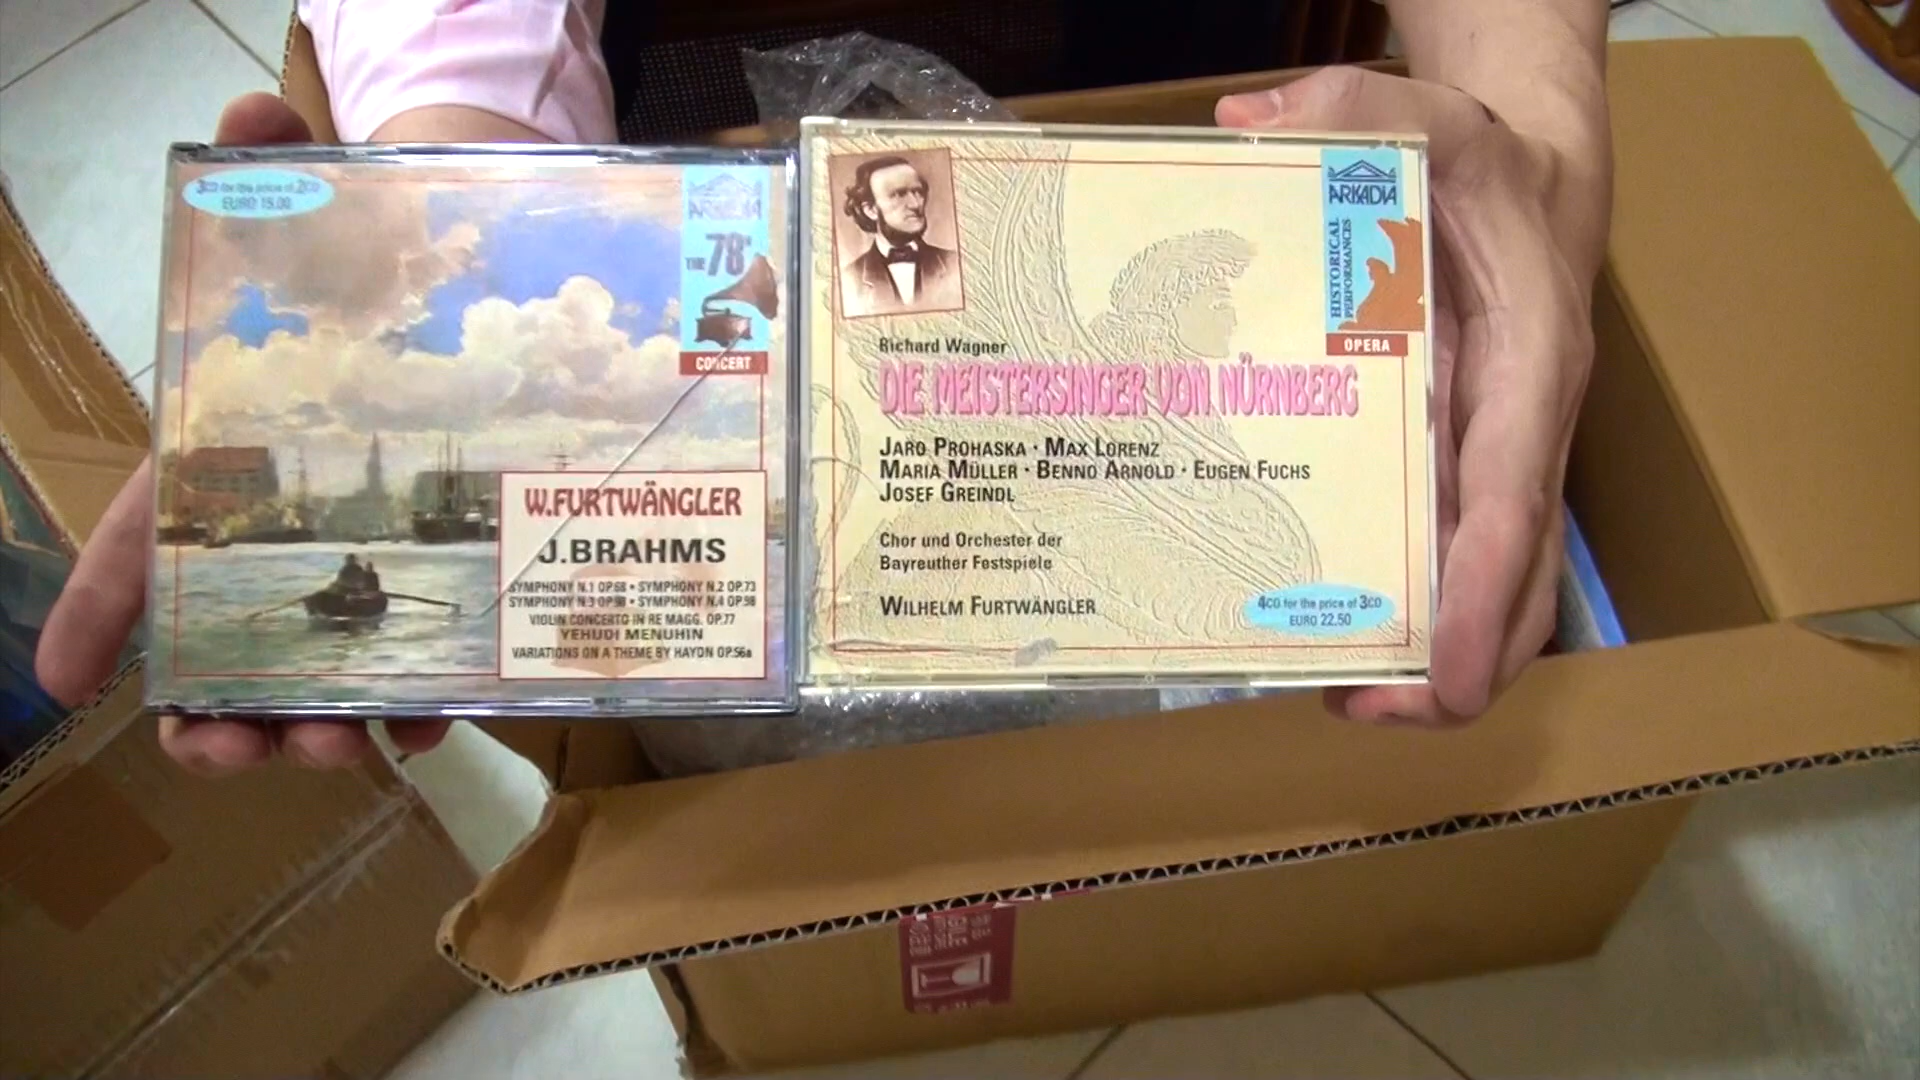 3CD for the price of 2CD
EURO 15.00
ARKADIA
THE 78'
CONCERT
W.FURTWÄNGLER
J.BRAHMS
SYMPHONY N.1 OP.68 • SYMPHONY N.2 OP.73
SYMPHONY N.3 OP.90 • SYMPHONY N.4 OP.98
VIOLIN CONCERTO IN RE MAGG. OP.77
YEHUDI MENUHIN
VARIATIONS ON A THEME BY HAYDN OP.56a
ARKADIA
HISTORICAL
PERFORMANCES
OPERA
Richard Wagner
DIE MEISTERSINGER VON NÜRNBERG
JARO PROHASKA · MAX LORENZ
MARIA MÜLLER · BENNO ARNOLD · EUGEN FUCHS
JOSEF GREINDL
Chor und Orchester der
Bayreuther Festspiele
WILHELM FURTWÄNGLER
4CD for the price of 3CD
EURO 22.50